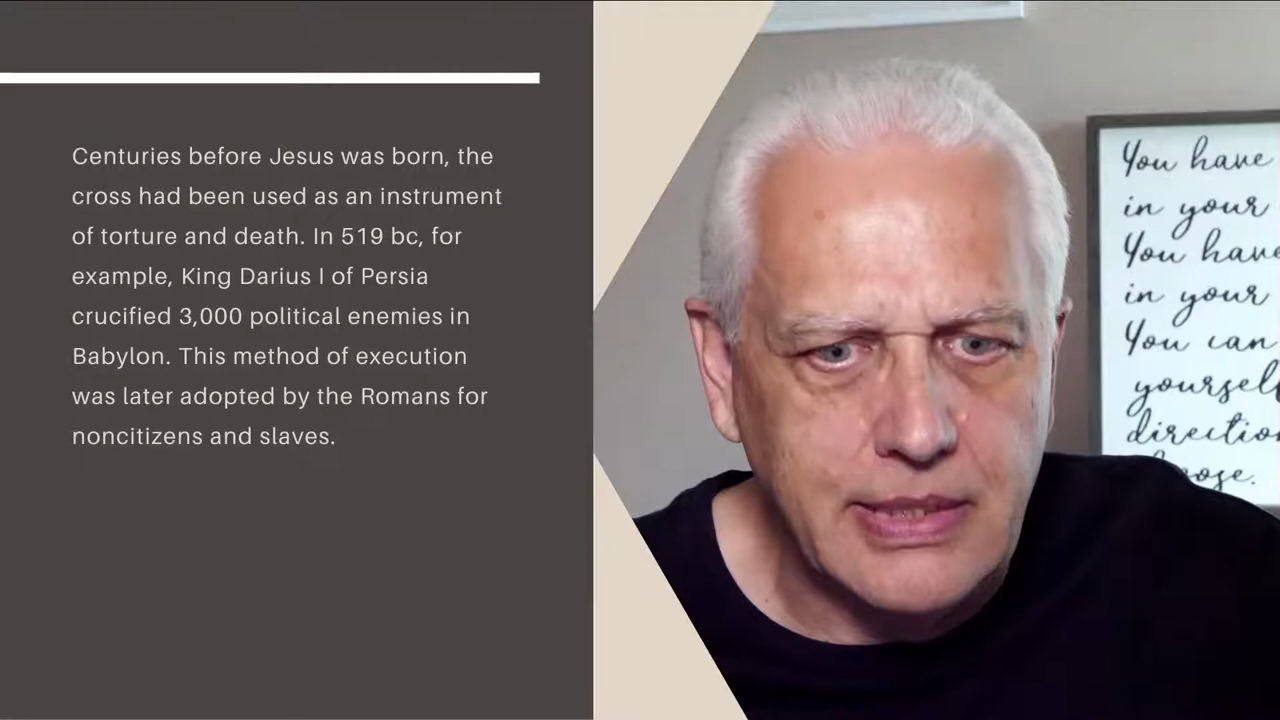 Centuries before Jesus was born, the
cross had been used as an instrument
of torture and death. In 519 bc, for
example, King Darius I of Persia
crucified 3,000 political enemies in
Babylon. This method of execution
was later adopted by the Romans for
noncitizens and slaves.
You have
in your
You have
in your
You can
yourself
direction
oose.